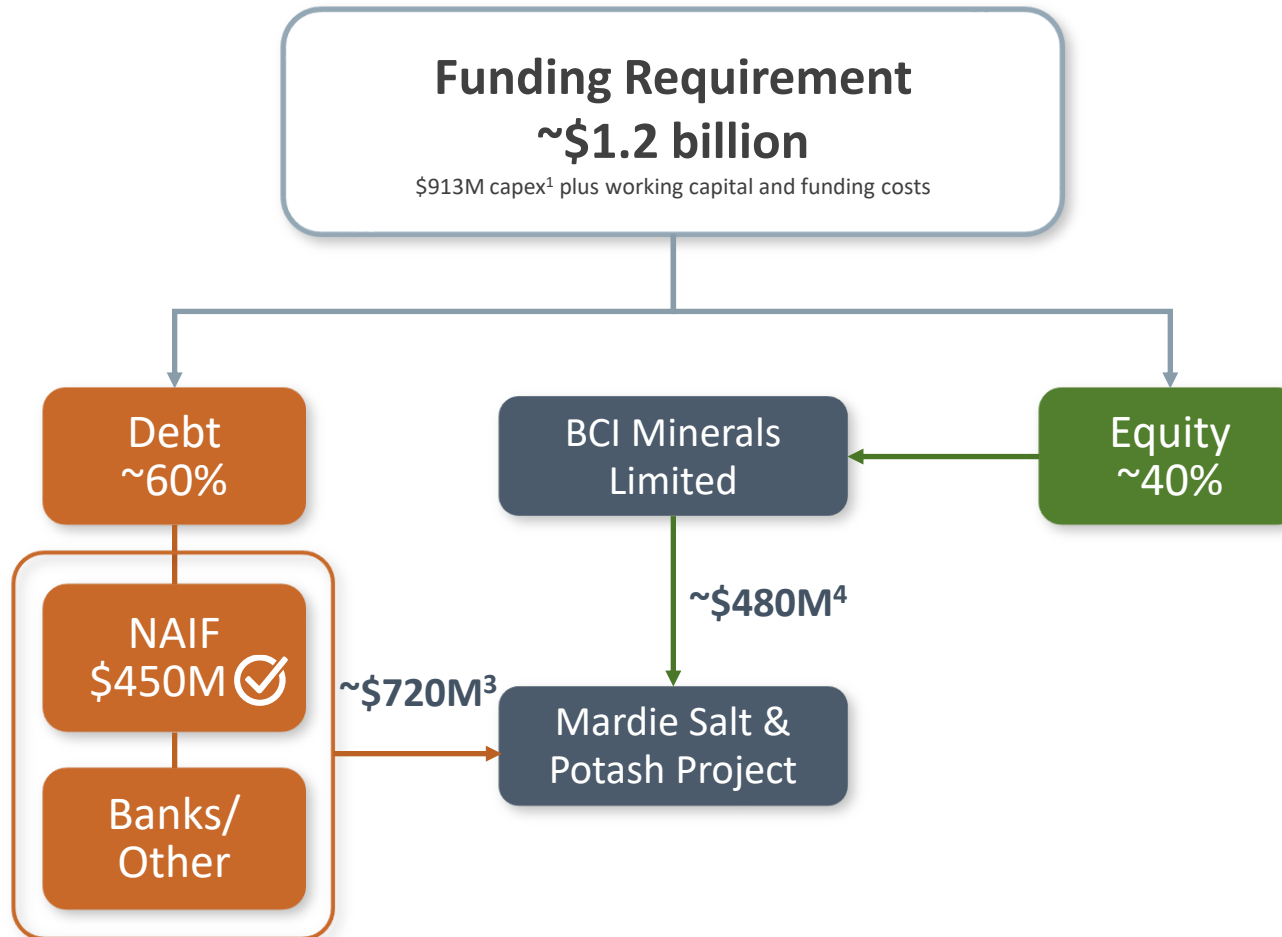 Funding Requirement
~$1.2 billion
$913M capex¹ plus working capital and funding costs
Debt
~60%
BCI Minerals
Limited
Equity
~40%
NAIF
$450M
~$720M³
~$480M⁴
Mardie Salt &
Potash Project
Banks/
Other